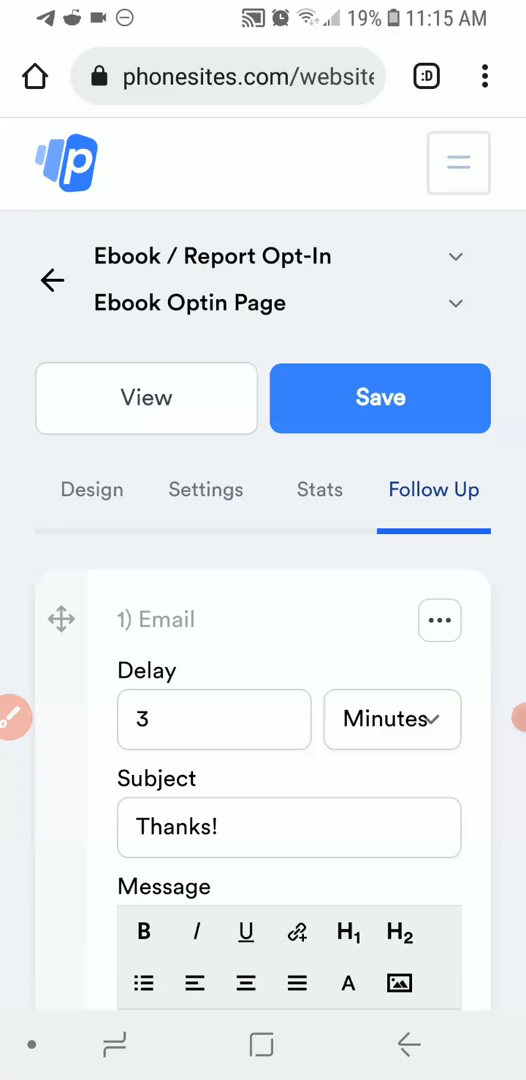 19% 11:15 AM
phonesites.com/website
:D
p
Ebook / Report Opt-In
Ebook Optin Page
View Save
Design Settings Stats Follow Up
1) Email
Delay
3 Minutes
Subject
Thanks!
Message
B I U H1 H2
A